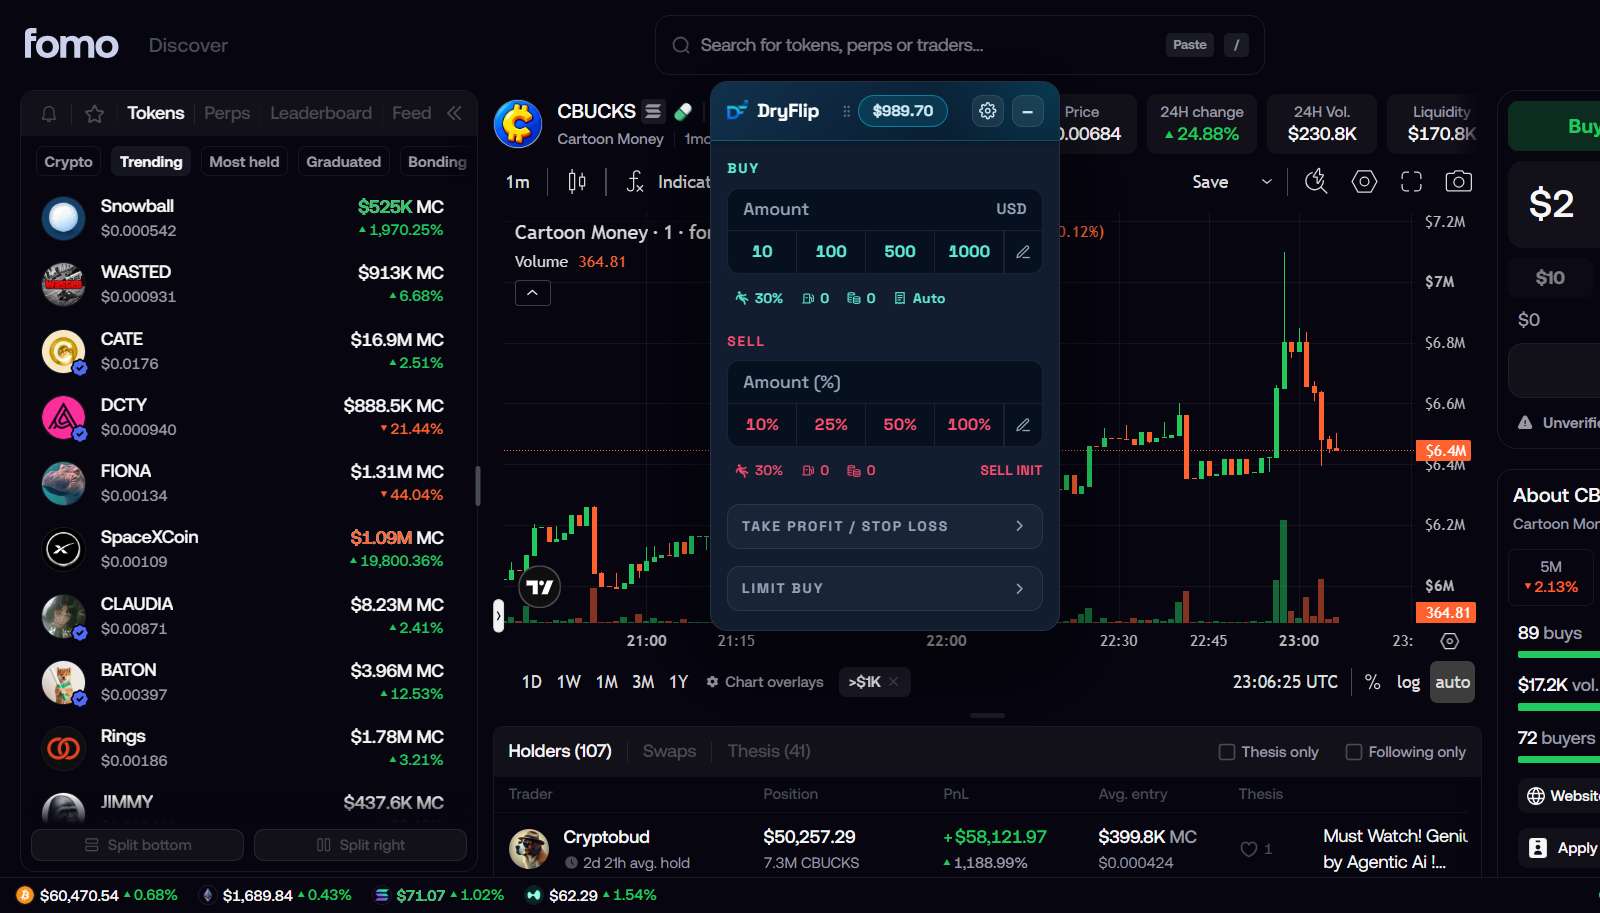 fomo
Discover
Search for tokens, perps or traders...
Paste
/
Tokens
Perps
Leaderboard
Feed
Crypto
Trending
Most held
Graduated
Bonding
Snowball
$525K MC
$0.000542
1,970.25%
WASTED
$913K MC
$0.000931
6.68%
CATE
$16.9M MC
$0.0176
2.51%
DCTY
$888.5K MC
$0.000940
21.44%
FIONA
$1.31M MC
$0.00134
44.04%
SpaceXCoin
$1.09M MC
$0.00109
19,800.36%
CLAUDIA
$8.23M MC
$0.00871
2.41%
BATON
$3.96M MC
$0.00397
12.53%
Rings
$1.78M MC
$0.00186
3.21%
JIMMY
$437.6K MC
Split bottom
Split right
CBUCKS
Cartoon Money
1mo
Price
0.00684
24H change
24.88%
24H Vol.
$230.8K
Liquidity
$170.8K
1m
Indicat
Save
Cartoon Money · 1 · for
0.12%)
Volume 364.81
DryFlip
$989.70
BUY
Amount
USD
10
100
500
1000
30%
0
0
Auto
SELL
Amount (%)
10%
25%
50%
100%
30%
0
0
SELL INIT
TAKE PROFIT / STOP LOSS
LIMIT BUY
$7.2M
$7M
$6.8M
$6.6M
$6.4M
$6.4M
$6.2M
$6M
364.81
21:00
21:15
22:00
22:30
22:45
23:00
23:
1D
1W
1M
3M
1Y
Chart overlays
>$1K
23:06:25 UTC
%
log
auto
Holders (107)
Swaps
Thesis (41)
Thesis only
Following only
Trader
Position
PnL
Avg. entry
Thesis
Cryptobud
$50,257.29
+$58,121.97
$399.8K MC
1
Must Watch! Geniu
2d 21h avg. hold
7.3M CBUCKS
1,188.99%
$0.000424
by Agentic Ai !...
Buy
$2
$10
$0
Unverifie
About CB
Cartoon Mon
5M
2.13%
89 buys
$17.2K vol.
72 buyers
Website
Apply
$60,470.54
0.68%
$1,689.84
0.43%
$71.07
1.02%
$62.29
1.54%